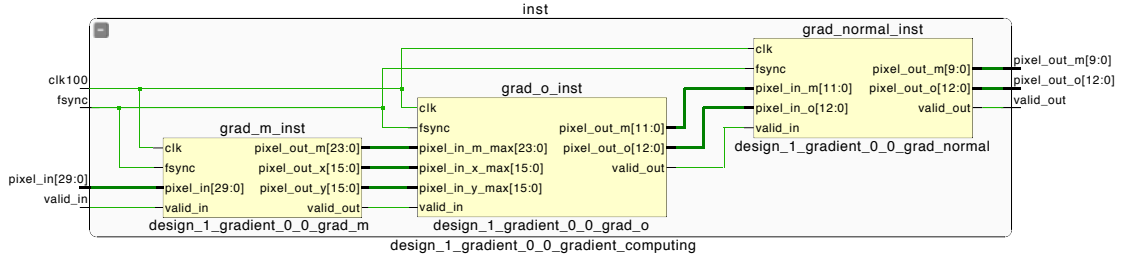 inst
grad_normal_inst
clk
fsync
pixel_in_m[11:0]
pixel_in_o[12:0]
valid_in
pixel_out_m[9:0]
pixel_out_o[12:0]
valid_out
design_1_gradient_0_0_grad_normal
pixel_out_m[9:0]
pixel_out_o[12:0]
valid_out
clk100
fsync
grad_o_inst
clk
fsync
pixel_in_m_max[23:0]
pixel_in_x_max[15:0]
pixel_in_y_max[15:0]
valid_in
pixel_out_m[11:0]
pixel_out_o[12:0]
valid_out
design_1_gradient_0_0_grad_o
grad_m_inst
clk
fsync
pixel_in[29:0]
valid_in
pixel_out_m[23:0]
pixel_out_x[15:0]
pixel_out_y[15:0]
valid_out
design_1_gradient_0_0_grad_m
pixel_in[29:0]
valid_in
design_1_gradient_0_0_gradient_computing